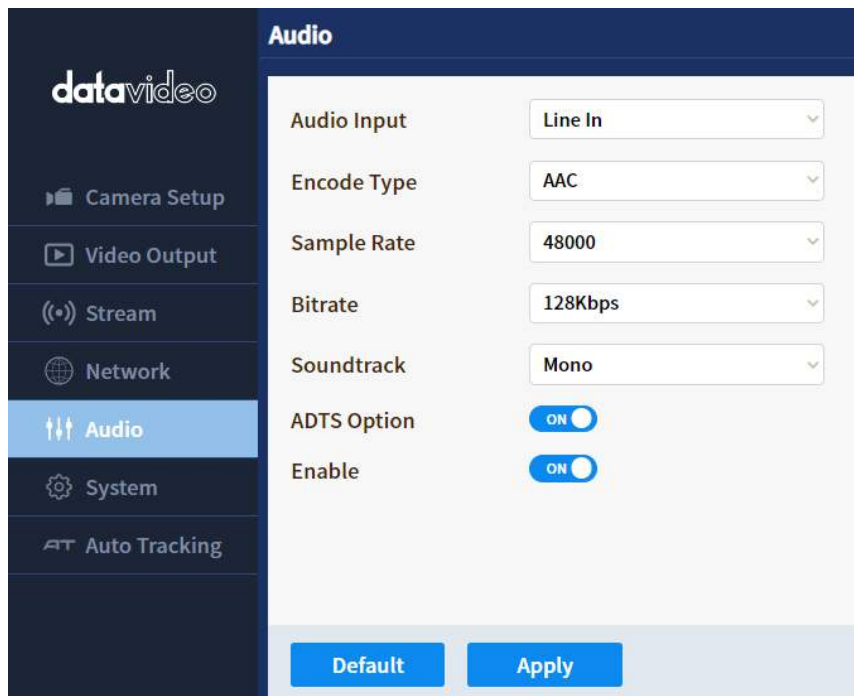 datavideo
Camera Setup
Video Output
Stream
Network
Audio
System
AT Auto Tracking
Audio
Audio Input Line In
Encode Type AAC
Sample Rate 48000
Bitrate 128Kbps
Soundtrack Mono
ADTS Option ON
Enable ON
Default Apply